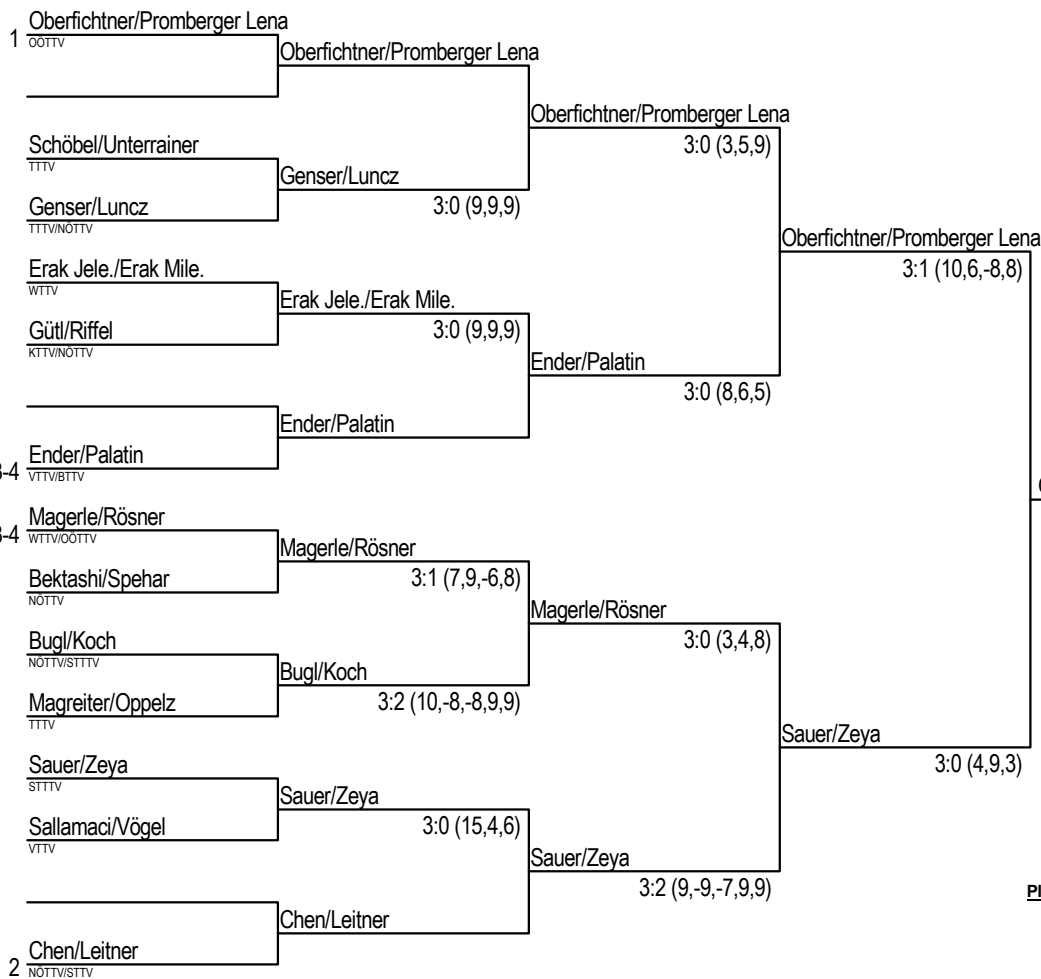 1 Oberfichtner/Promberger Lena
OÖTTV
Schöbel/Unterrainer
TTTV
Genser/Luncz
TTTV/NÖTTV
Erak Jele./Erak Mile.
WTTV
Gütl/Riffel
KTTV/NÖTTV
3-4 Ender/Palatin
VTTV/BTTV
3-4 Magerle/Rösner
WTTV/OÖTTV
Bektashi/Spehar
NÖTTV
Bugl/Koch
NÖTTV/STTTV
Magreiter/Oppelz
TTTV
Sauer/Zeya
STTTV
Sallamaci/Vögel
VTTV
2 Chen/Leitner
NÖTTV/STTV
Oberfichtner/Promberger Lena
Genser/Luncz
3:0 (9,9,9)
Erak Jele./Erak Mile.
3:0 (9,9,9)
Ender/Palatin
Magerle/Rösner
3:1 (7,9,-6,8)
Bugl/Koch
3:2 (10,-8,-8,9,9)
Sauer/Zeya
3:0 (15,4,6)
Chen/Leitner
Oberfichtner/Promberger Lena
3:0 (3,5,9)
Ender/Palatin
3:0 (8,6,5)
Magerle/Rösner
3:0 (3,4,8)
Sauer/Zeya
3:2 (9,-9,-7,9,9)
Oberfichtner/Promberger Lena
3:1 (10,6,-8,8)
Sauer/Zeya
3:0 (4,9,3)